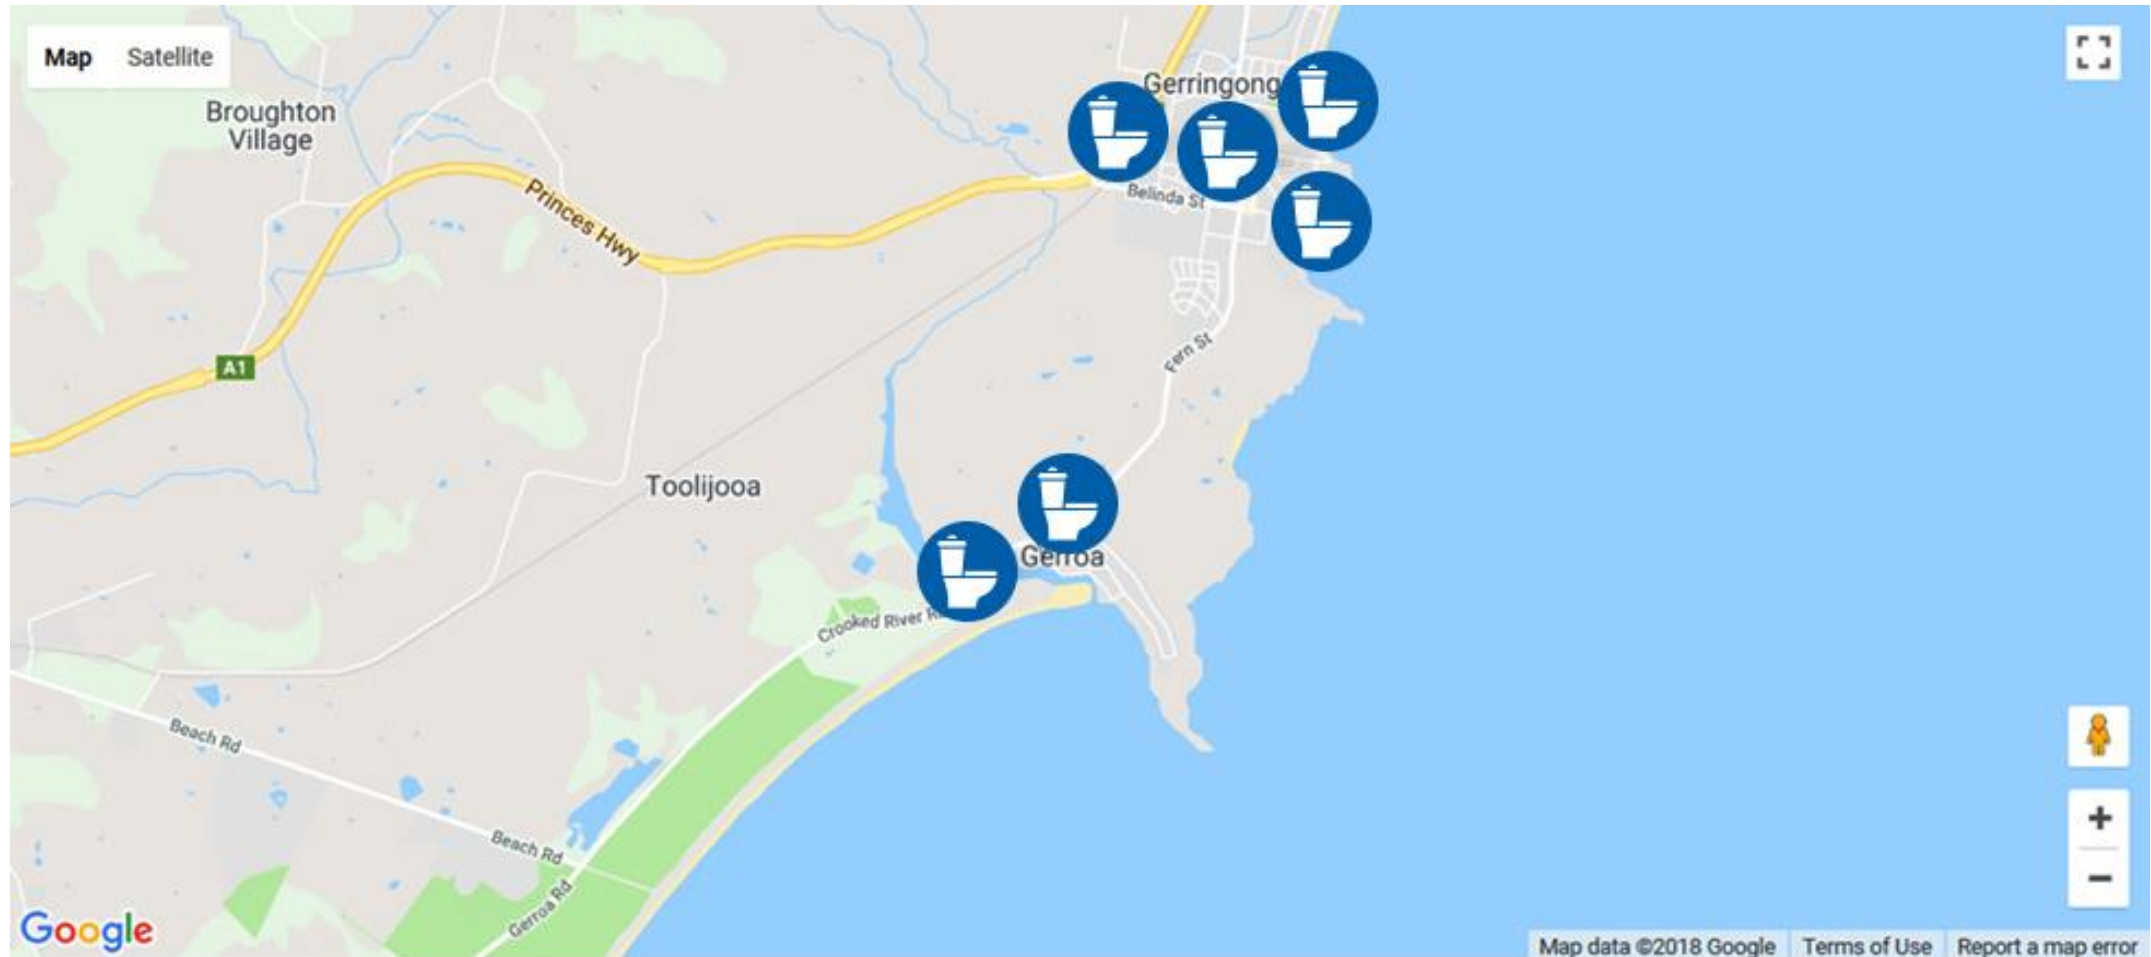 Map Satellite
Gerringong
Broughton
Village
Princes Hwy
Belinda St
Fern St
A1
Toolijooa
Gerroa
Crooked River
Beach Rd
Beach Rd
Gerroa Rd
Google
Map data ©2018 Google Terms of Use Report a map error